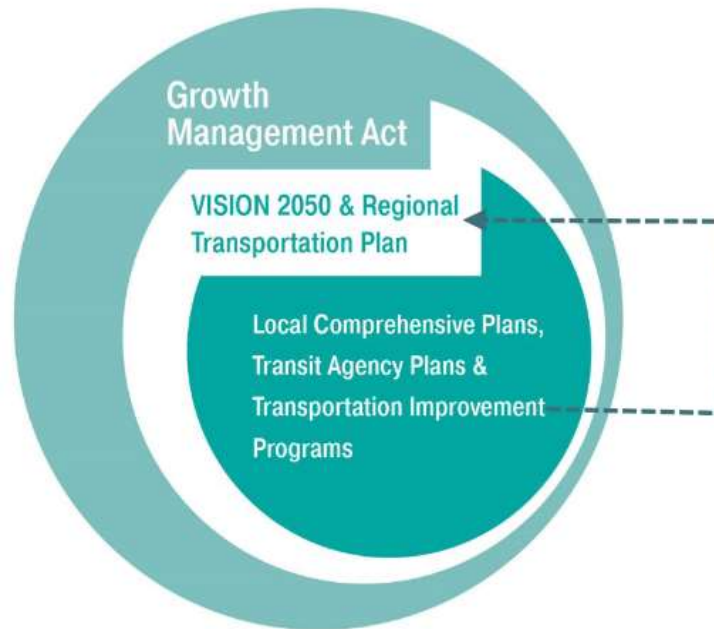 Growth
Management Act
VISION 2050 & Regional
Transportation Plan
Local Comprehensive Plans,
Transit Agency Plans &
Transportation Improvement
Programs